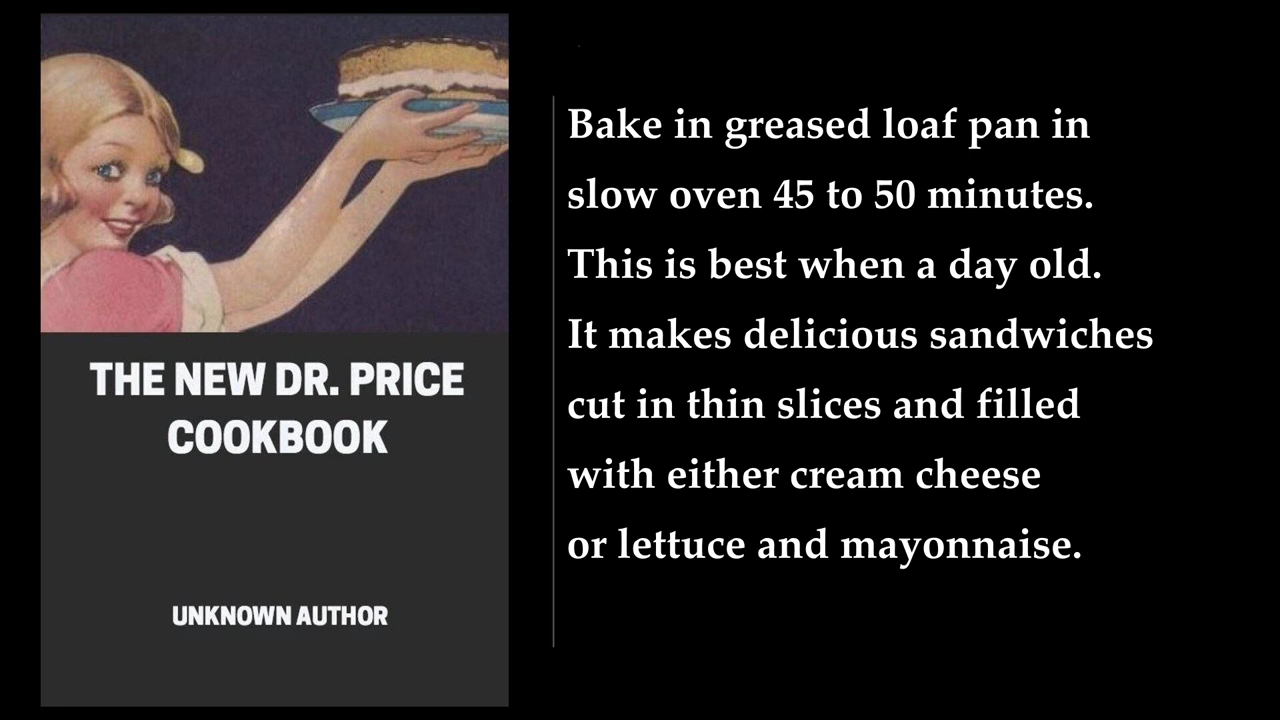 THE NEW DR. PRICE
COOKBOOK
UNKNOWN AUTHOR
Bake in greased loaf pan in
slow oven 45 to 50 minutes.
This is best when a day old.
It makes delicious sandwiches
cut in thin slices and filled
with either cream cheese
or lettuce and mayonnaise.